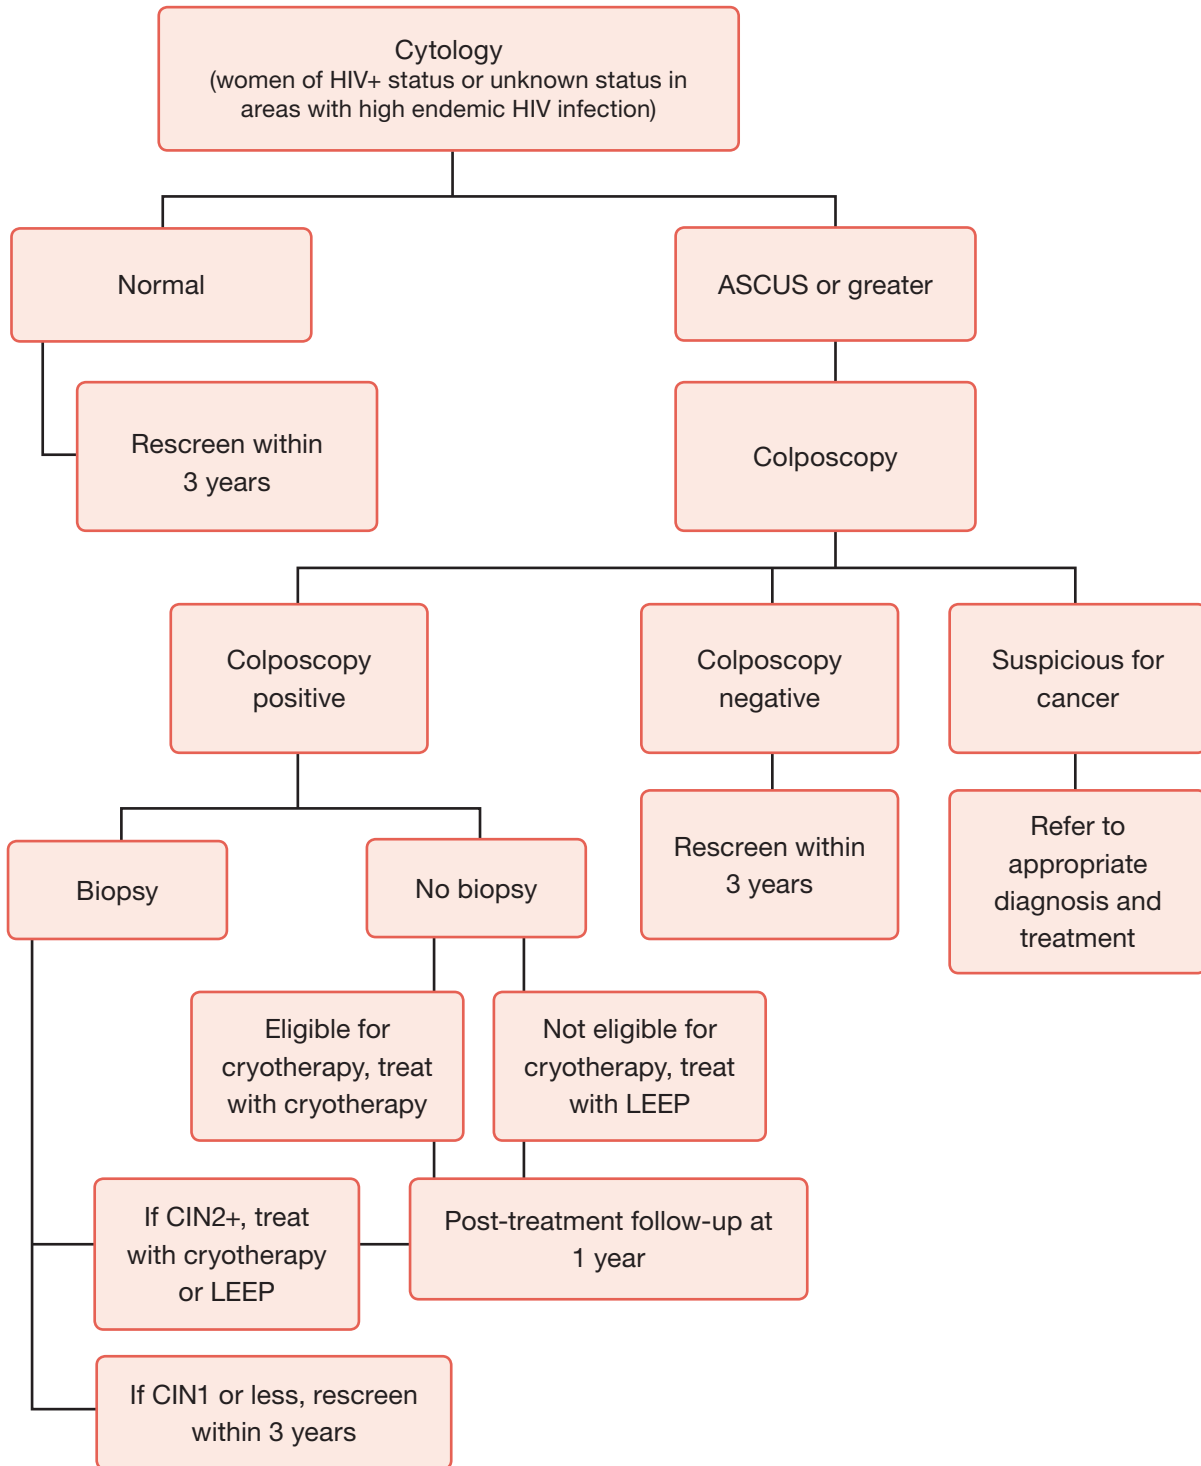 Cytology
(women of HIV+ status or unknown status in
areas with high endemic HIV infection)
Normal
ASCUS or greater
Rescreen within
3 years
Colposcopy
Colposcopy
positive
Colposcopy
negative
Suspicious for
cancer
Biopsy
No biopsy
Rescreen within
3 years
Refer to
appropriate
diagnosis and
treatment
Eligible for
cryotherapy, treat
with cryotherapy
Not eligible for
cryotherapy, treat
with LEEP
If CIN2+, treat
with cryotherapy
or LEEP
Post-treatment follow-up at
1 year
If CIN1 or less, rescreen
within 3 years